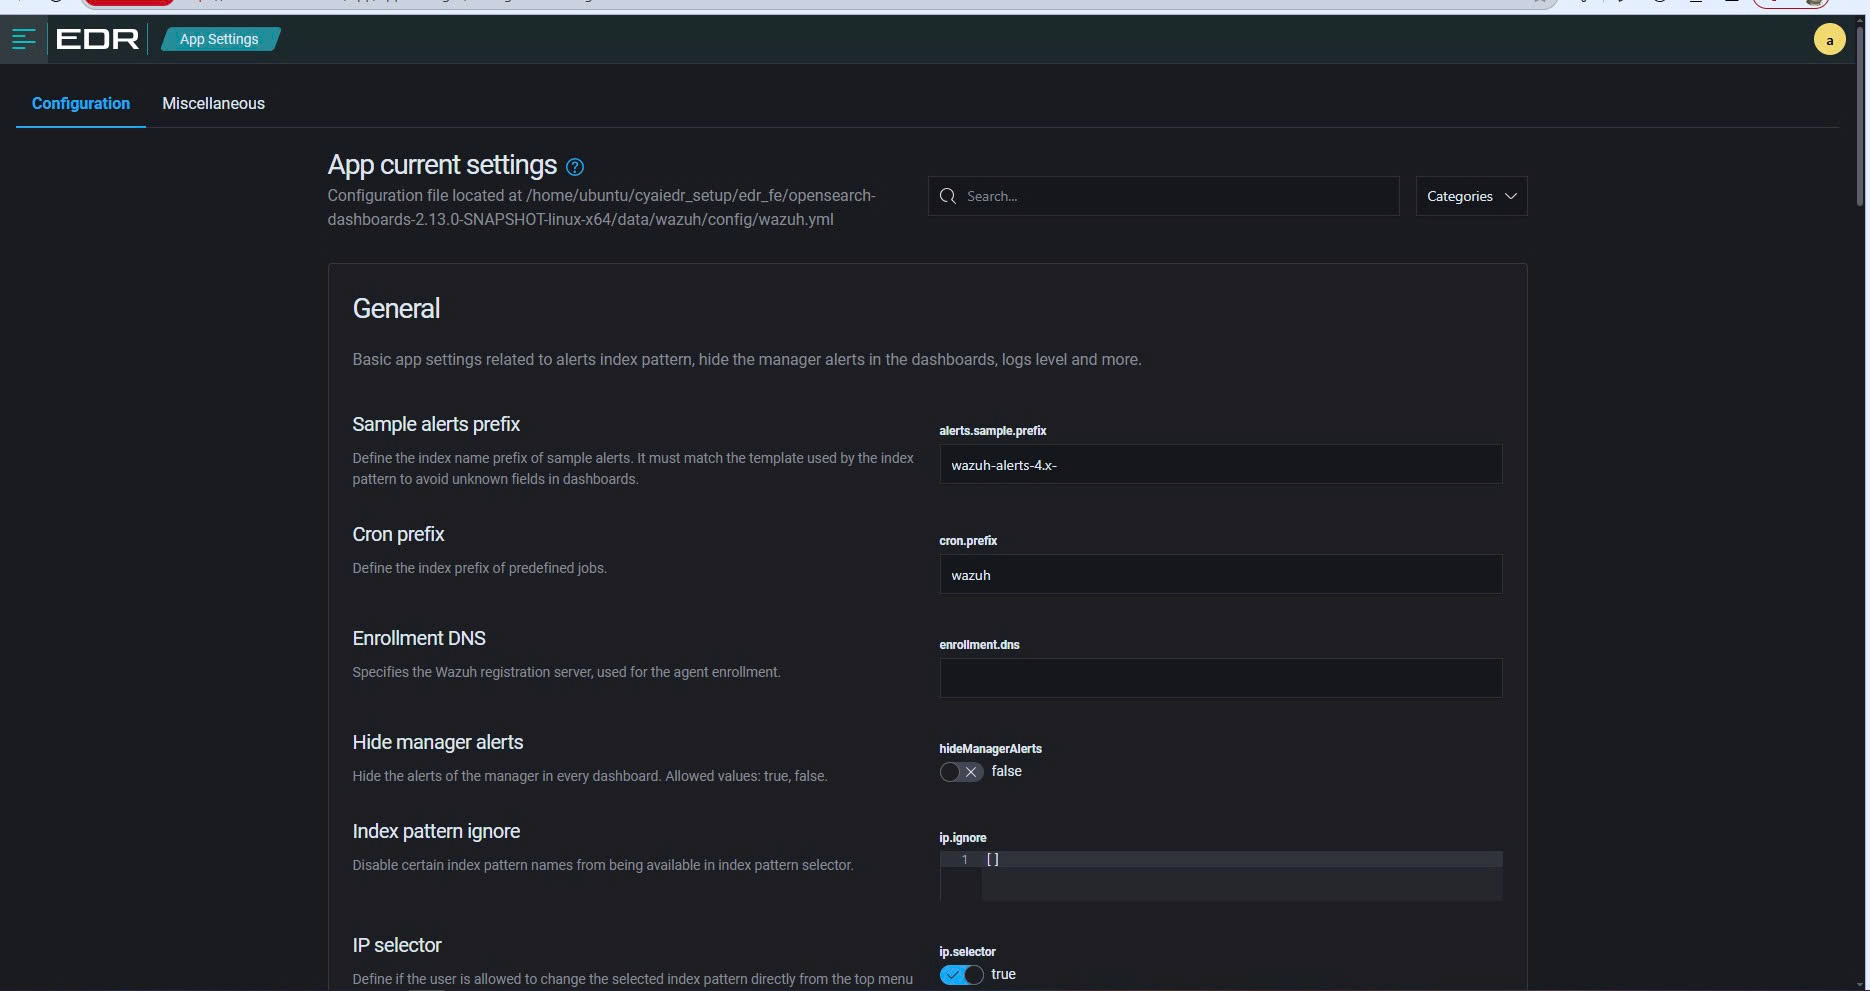 EDR
App Settings
a
Configuration
Miscellaneous
App current settings
Configuration file located at /home/ubuntu/cyaiedr_setup/edr_fe/opensearch-
dashboards-2.13.0-SNAPSHOT-linux-x64/data/wazuh/config/wazuh.yml
Search...
Categories
General
Basic app settings related to alerts index pattern, hide the manager alerts in the dashboards, logs level and more.
Sample alerts prefix
Define the index name prefix of sample alerts. It must match the template used by the index
pattern to avoid unknown fields in dashboards.
alerts.sample.prefix
wazuh-alerts-4.x-
Cron prefix
Define the index prefix of predefined jobs.
cron.prefix
wazuh
Enrollment DNS
Specifies the Wazuh registration server, used for the agent enrollment.
enrollment.dns
Hide manager alerts
Hide the alerts of the manager in every dashboard. Allowed values: true, false.
hideManagerAlerts
false
Index pattern ignore
Disable certain index pattern names from being available in index pattern selector.
ip.ignore
1 []
IP selector
Define if the user is allowed to change the selected index pattern directly from the top menu
ip.selector
true